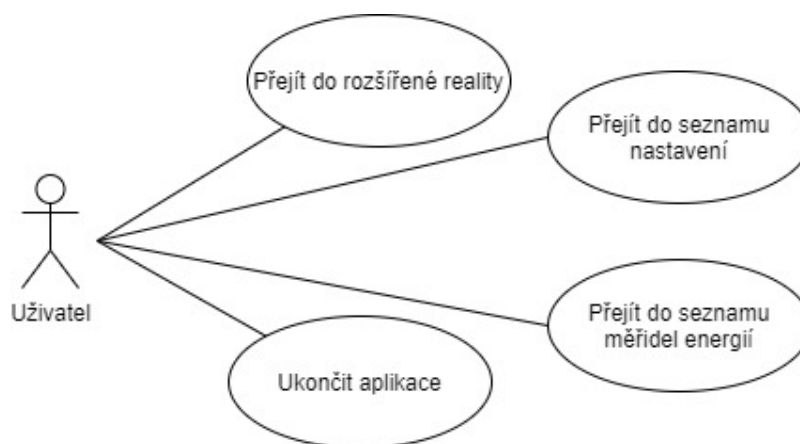 Přejít do rozšířené reality
Přejít do seznamu
nastavení
Uživatel
Přejít do seznamu
měřidel energií
Ukončit aplikace